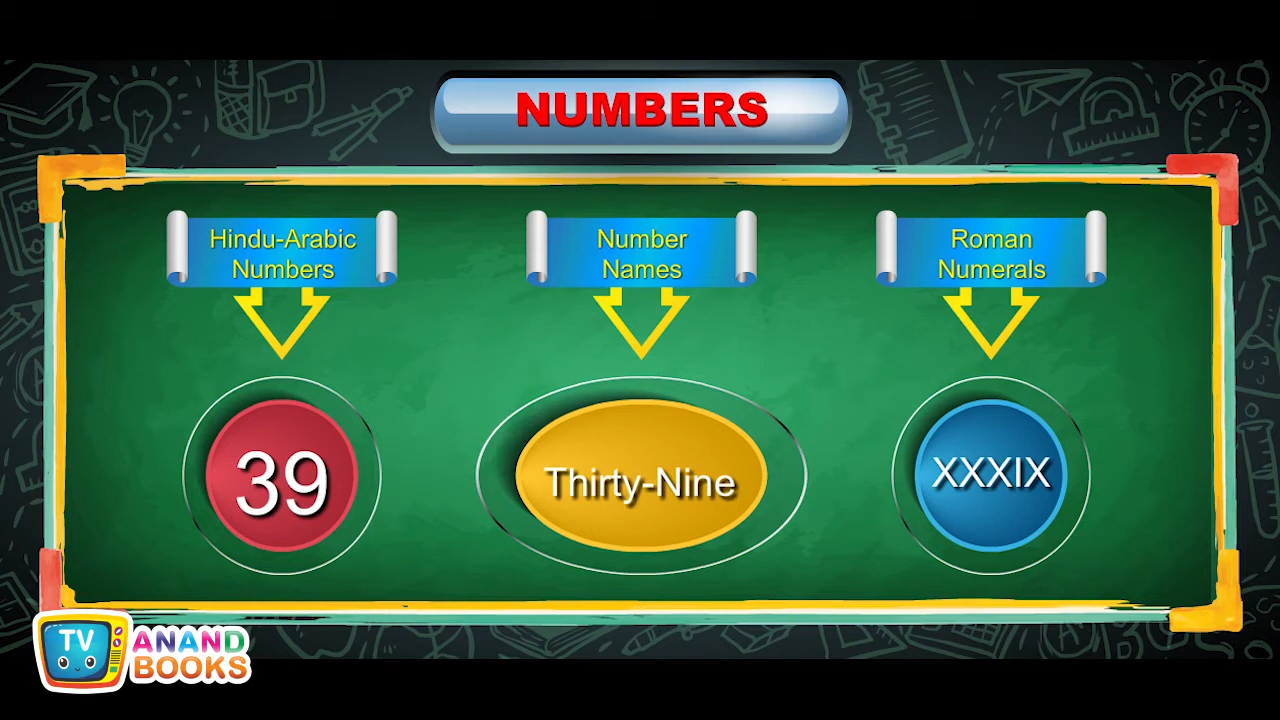 NUMBERS
Hindu-Arabic
Numbers
Number
Names
Roman
Numerals
39
Thirty-Nine
XXXIX
TV
ANAND
BOOKS